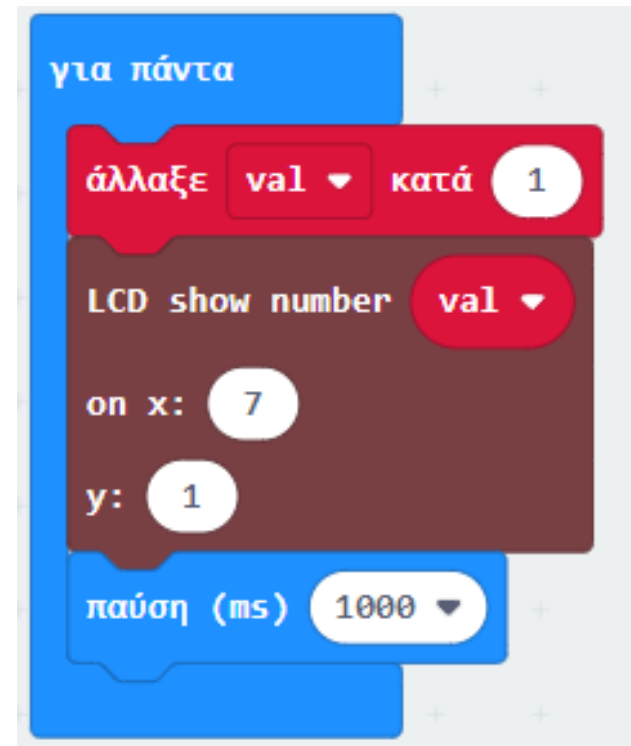 για πάντα
άλλαξε val κατά 1
LCD show number val
on x: 7
y: 1
παύση (ms) 1000